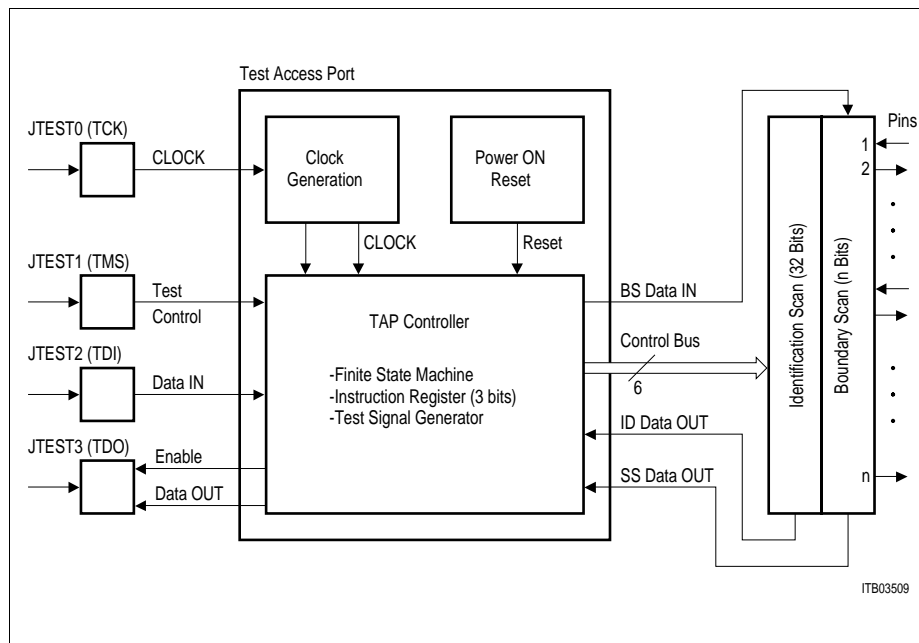 Test Access Port
JTEST0 (TCK)
CLOCK
Clock
Generation
Power ON
Reset
Pins
1
2
CLOCK
Reset
JTEST1 (TMS)
Test
Control
BS Data IN
TAP Controller
Control Bus
6
JTEST2 (TDI)
Data IN
-Finite State Machine
-Instruction Register (3 bits)
-Test Signal Generator
Identification Scan (32 Bits)
Boundary Scan (n Bits)
ID Data OUT
JTEST3 (TDO)
Enable
Data OUT
SS Data OUT
n
ITB03509